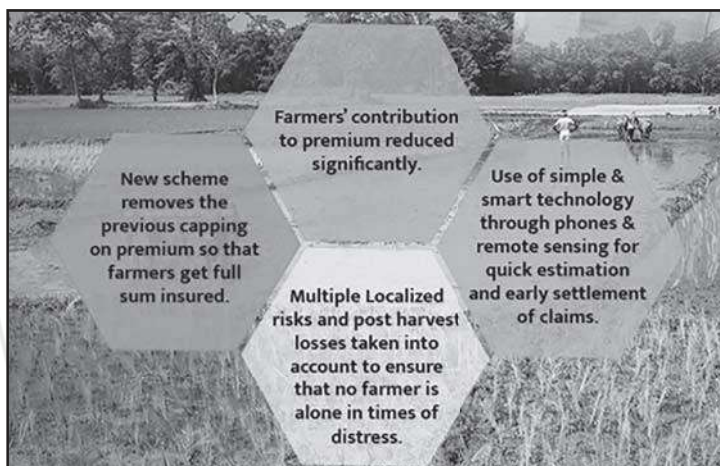 Farmers' contribution
to premium reduced
significantly.
New scheme
removes the
previous capping
on premium so that
farmers get full
sum insured.
Use of simple &
smart technology
through phones &
remote sensing for
quick estimation
and early settlement
of claims.
Multiple Localized
risks and post harvest
losses taken into
account to ensure
that no farmer is
alone in times of
distress.